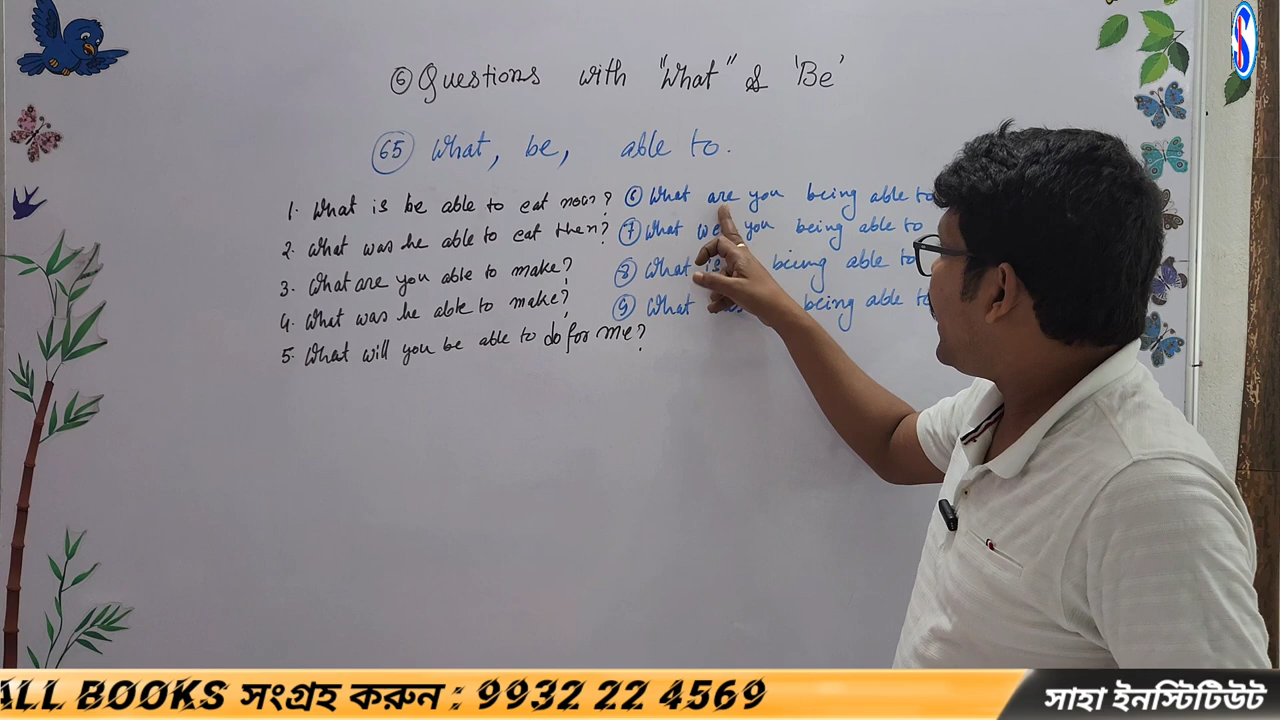 ⑥ Questions with "What" & 'Be'
(65) What, be, able to.
1. What is be able to eat now?
2. What was he able to eat then?
3. What are you able to make?
4. What was he able to make?
5. What will you be able to do for me?
⑥ What are you being able to
⑦ What you being able to
⑧ What is being able to
⑨ What being able to
S
ALL BOOKS সংগ্রহ করুন : 9932 22 4569
সাহা ইনস্টিটিউট